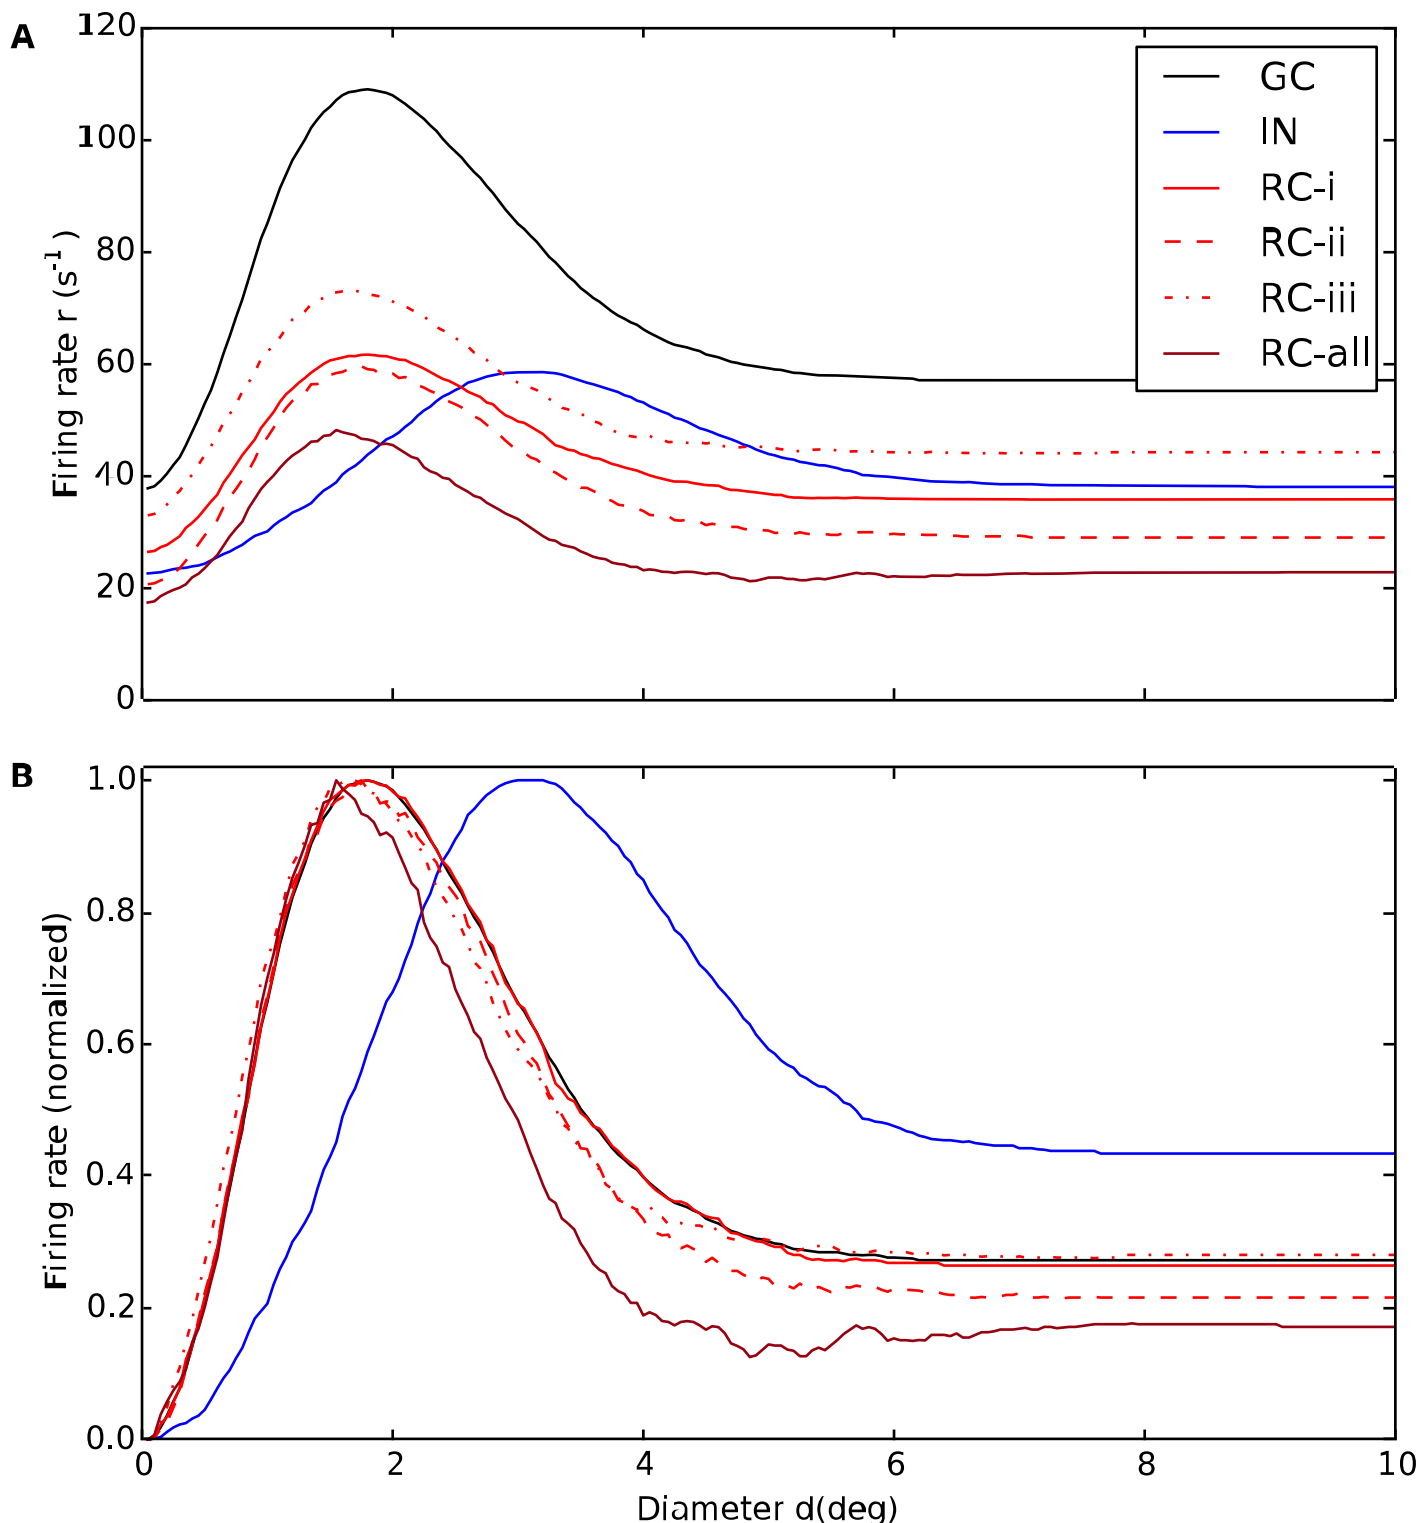 A
120
100
80
60
40
20
0
Firing rate r (s-1)
GC
IN
RC-i
RC-ii
RC-iii
RC-all
B
1.0
0.8
0.6
0.4
0.2
0.0
Firing rate (normalized)
0 2 4 6 8 10
Diameter d(deg)